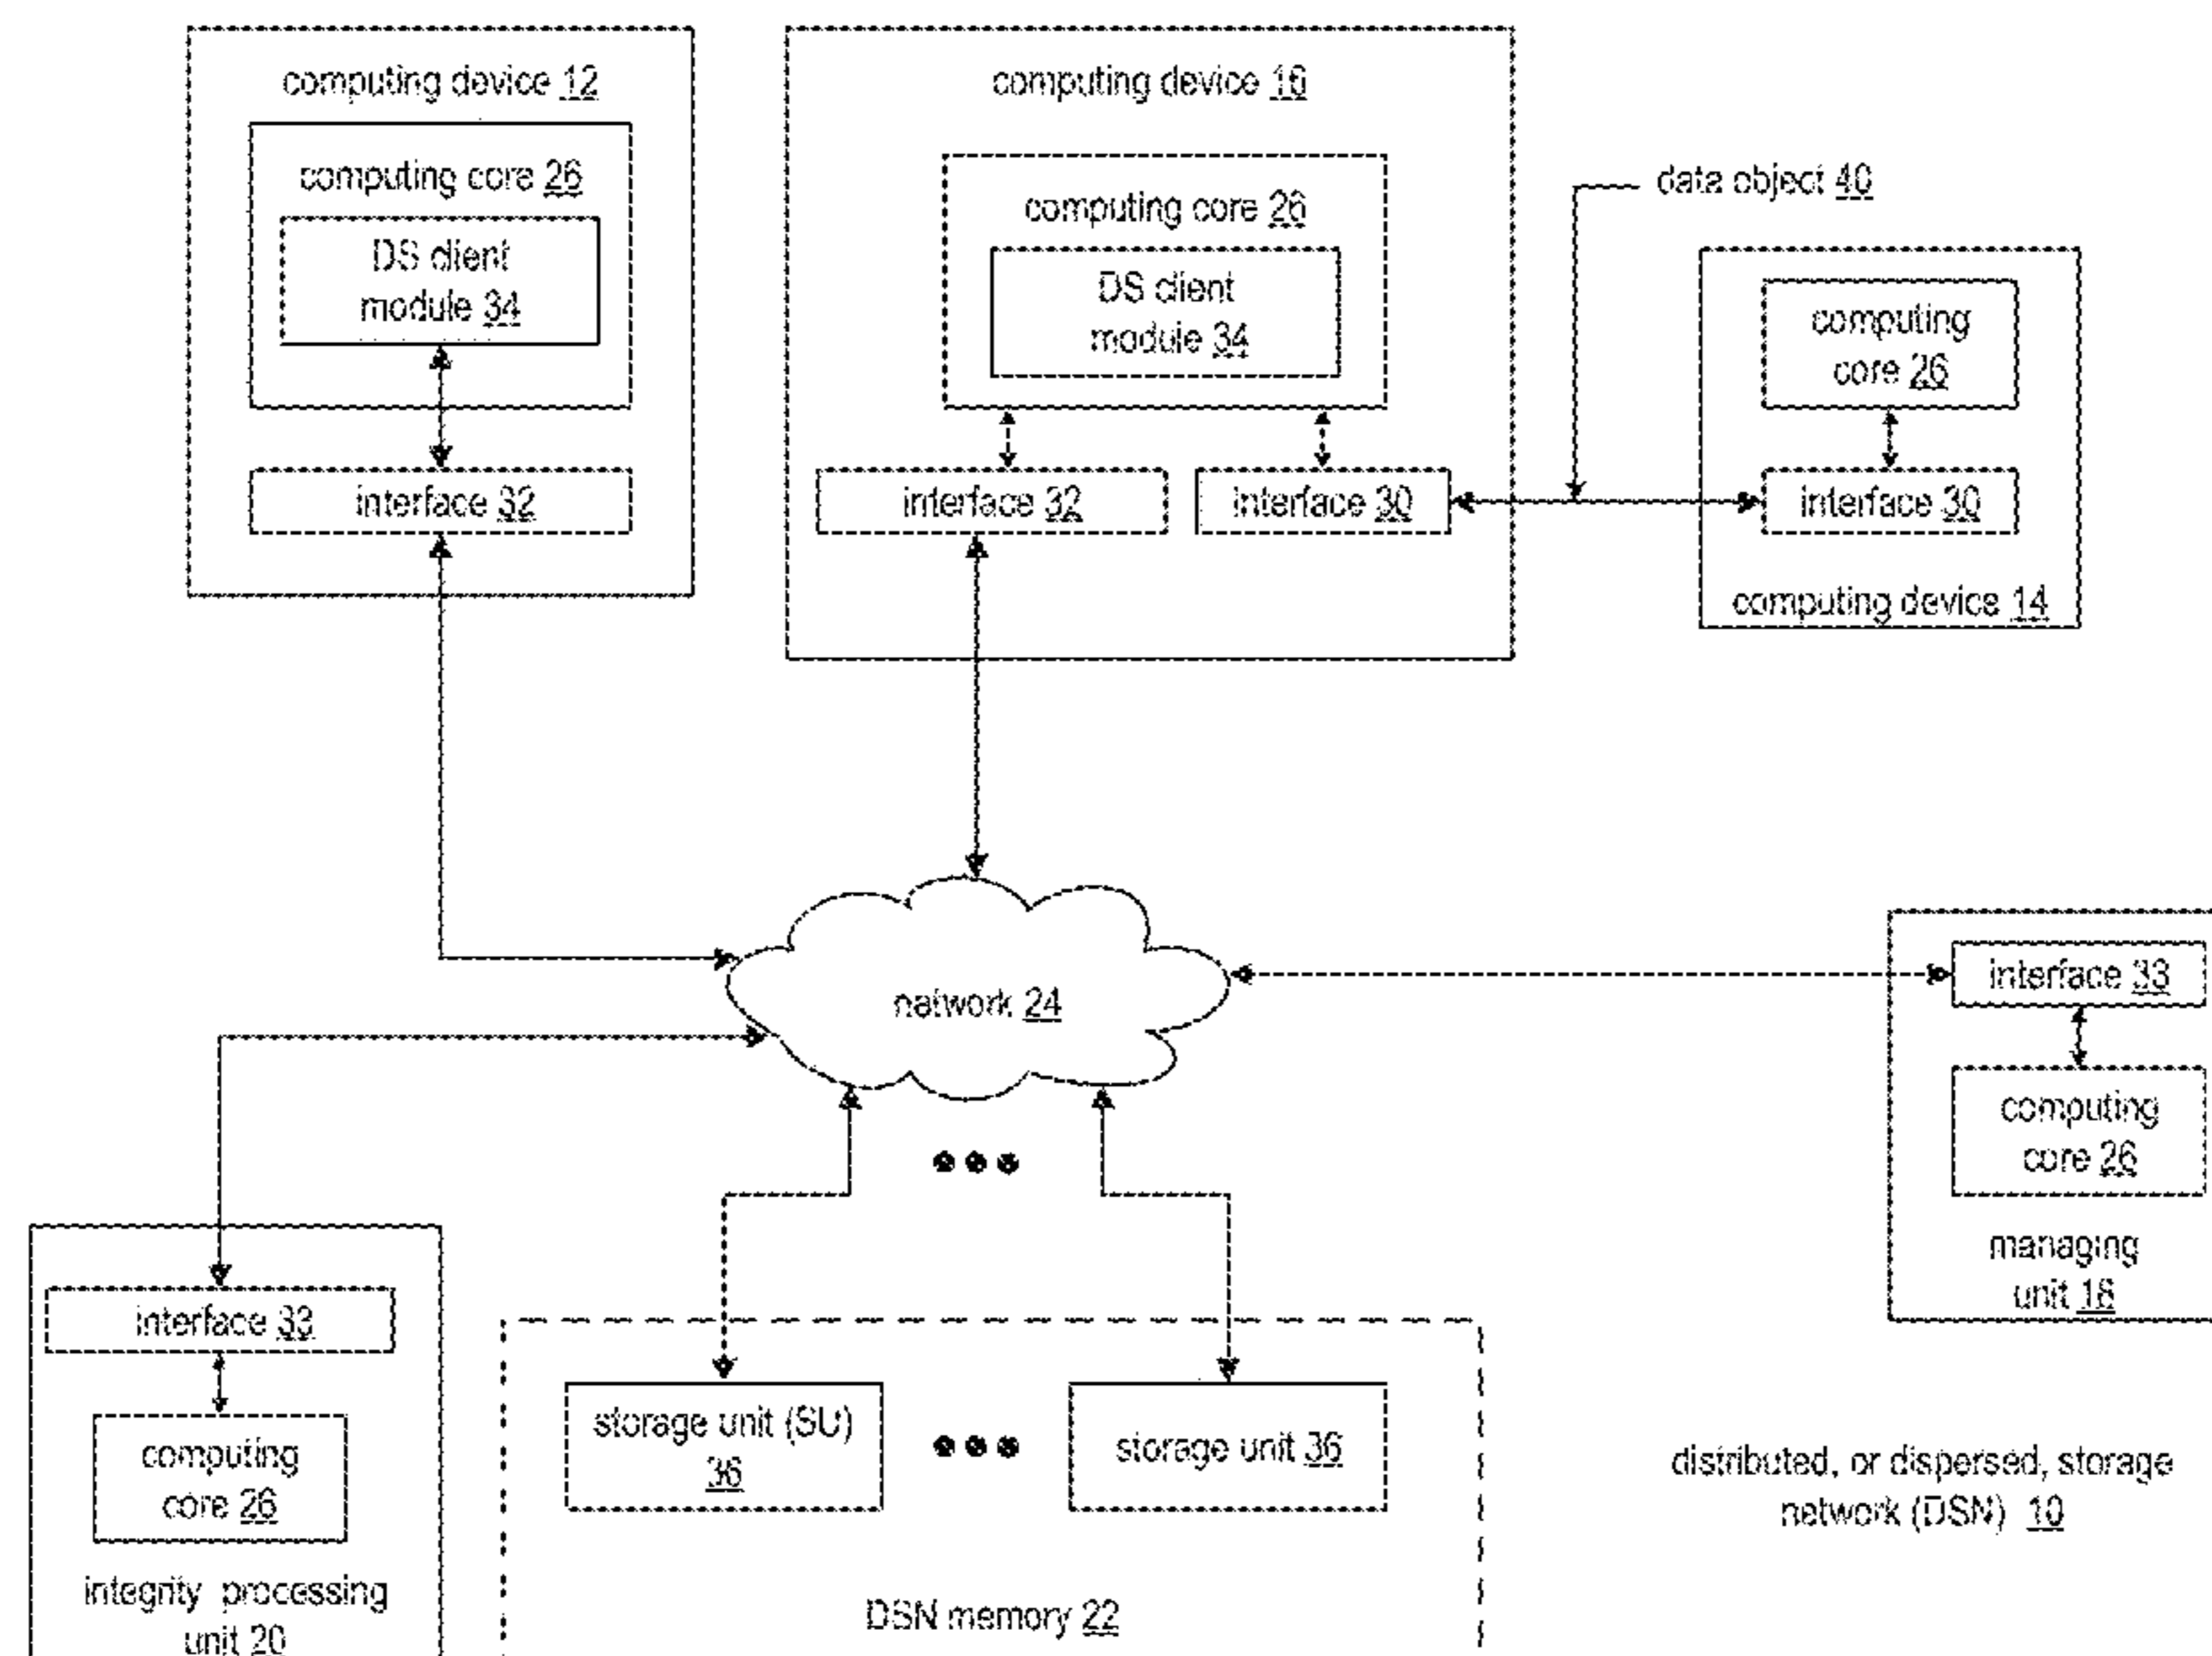 computing device 12
computing core 26
DS client
module 34
interface 32
computing device 16
computing core 26
DS client
module 34
interface 32
interface 30
data object 40
computing
core 26
interface 30
computing device 14
network 24
interface 33
computing
core 26
managing
unit 18
interface 33
computing
core 26
integrity processing
unit 20
storage unit (SU)
36
storage unit 36
DSN memory 22
distributed, or dispersed, storage
network (DSN) 10